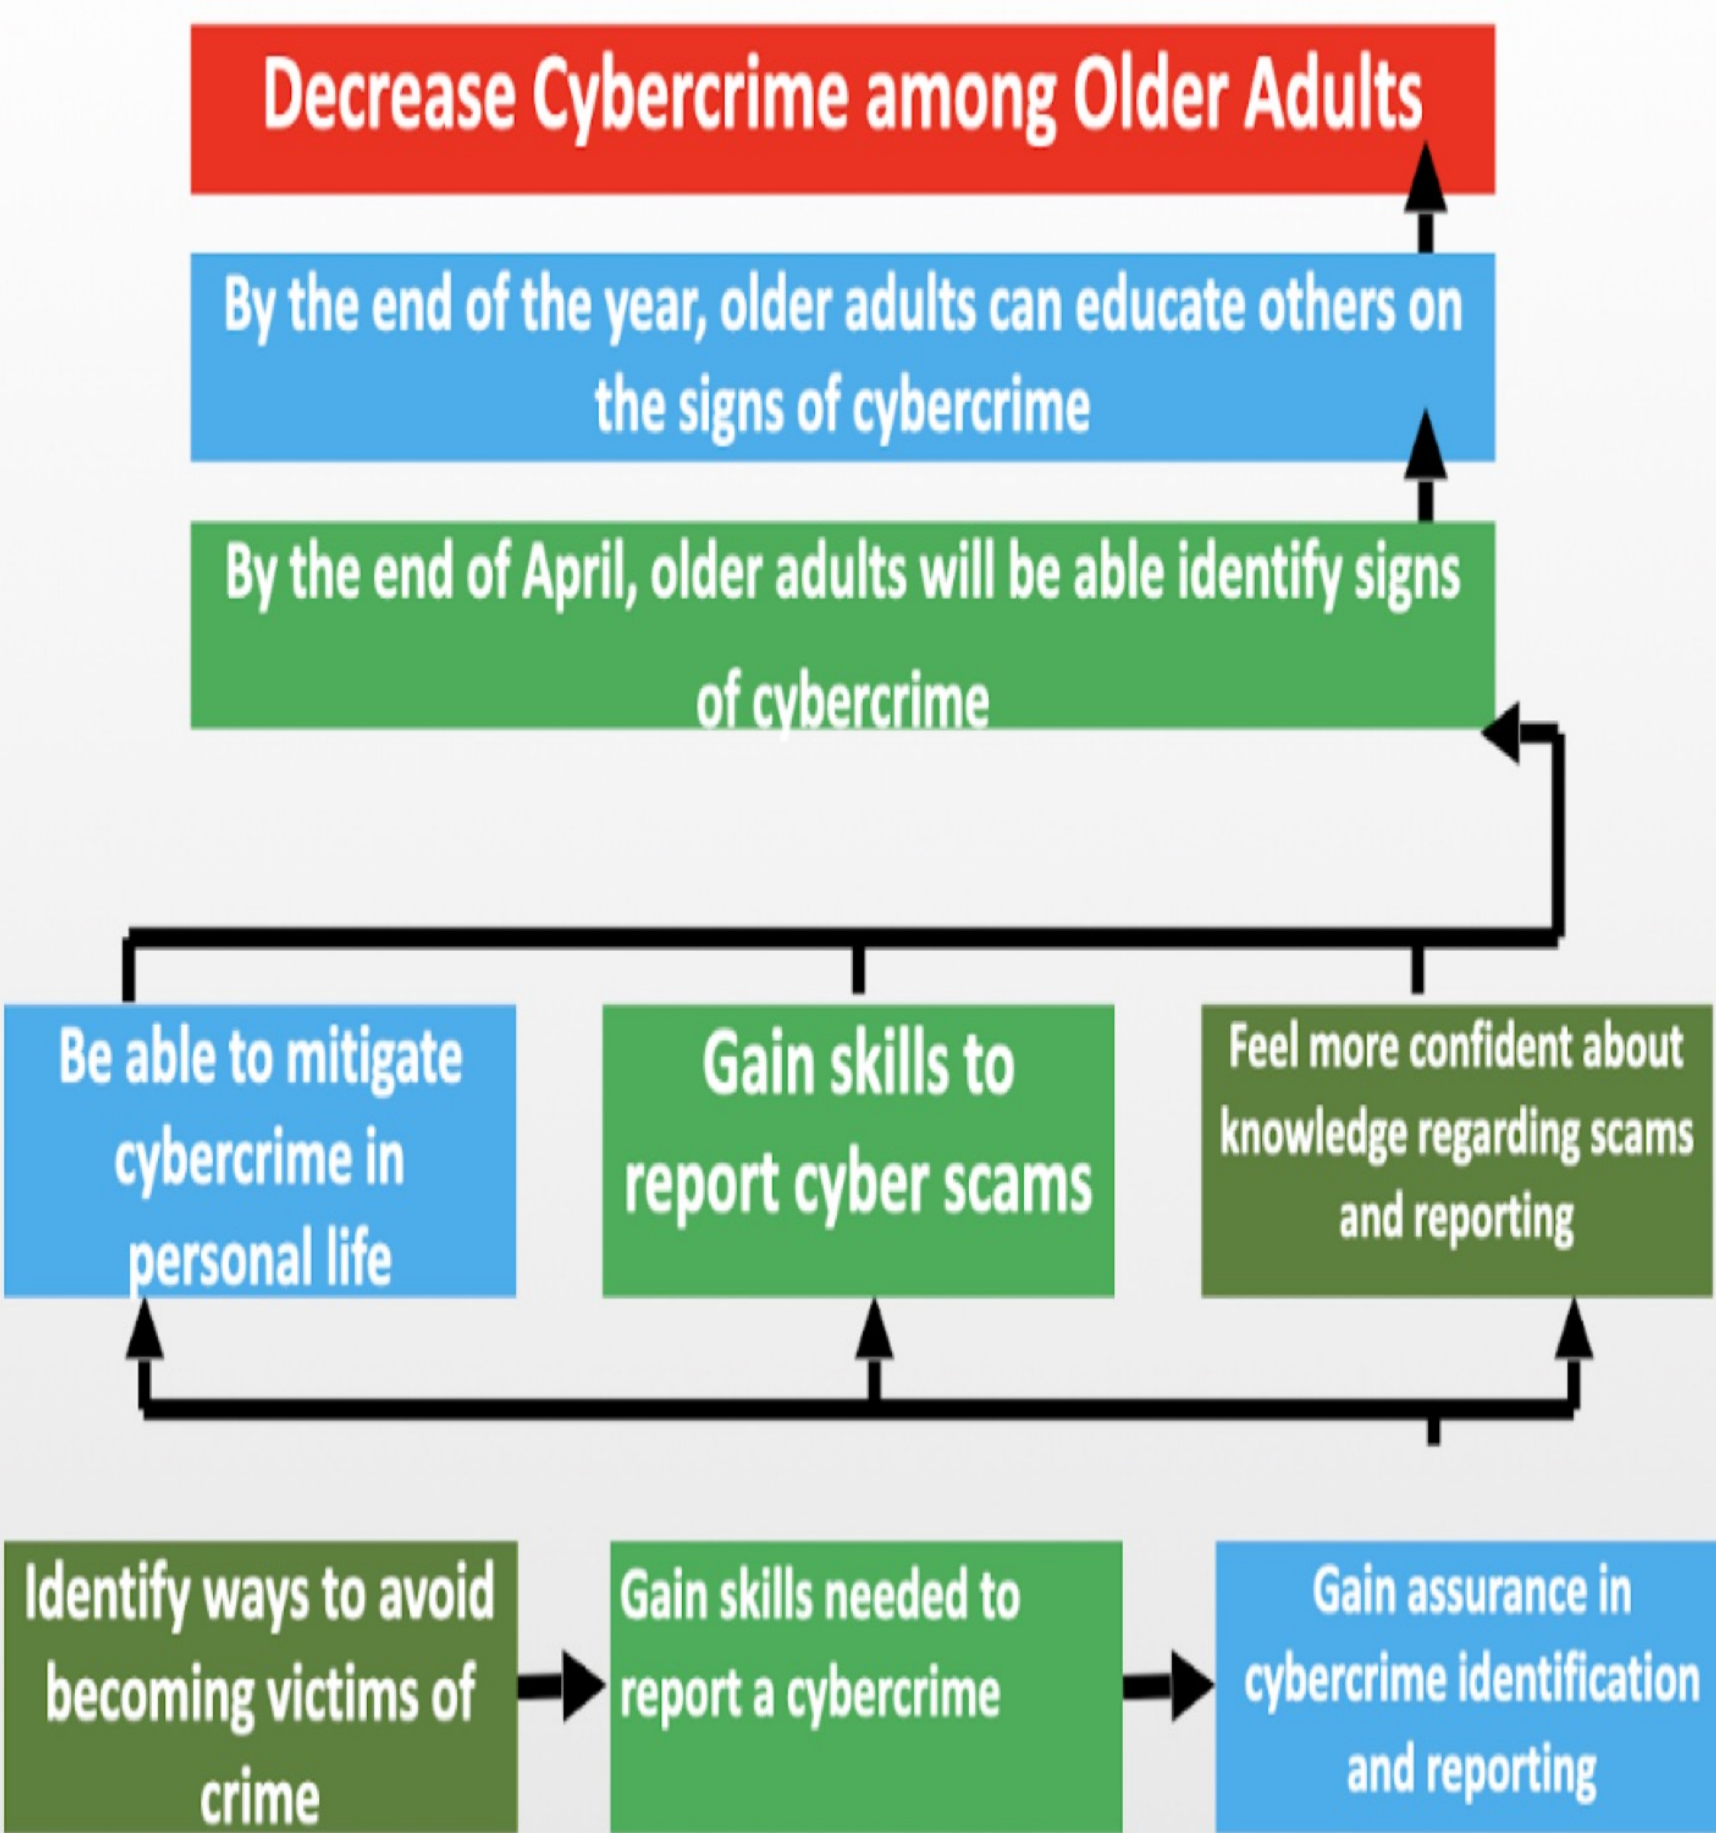 Decrease Cybercrime among Older Adults
By the end of the year, older adults can educate others on
the signs of cybercrime
By the end of April, older adults will be able identify signs
of cybercrime
Be able to mitigate
cybercrime in
personal life
Gain skills to
report cyber scams
Feel more confident about
knowledge regarding scams
and reporting
Identify ways to avoid
becoming victims of
crime
Gain skills needed to
report a cybercrime
Gain assurance in
cybercrime identification
and reporting